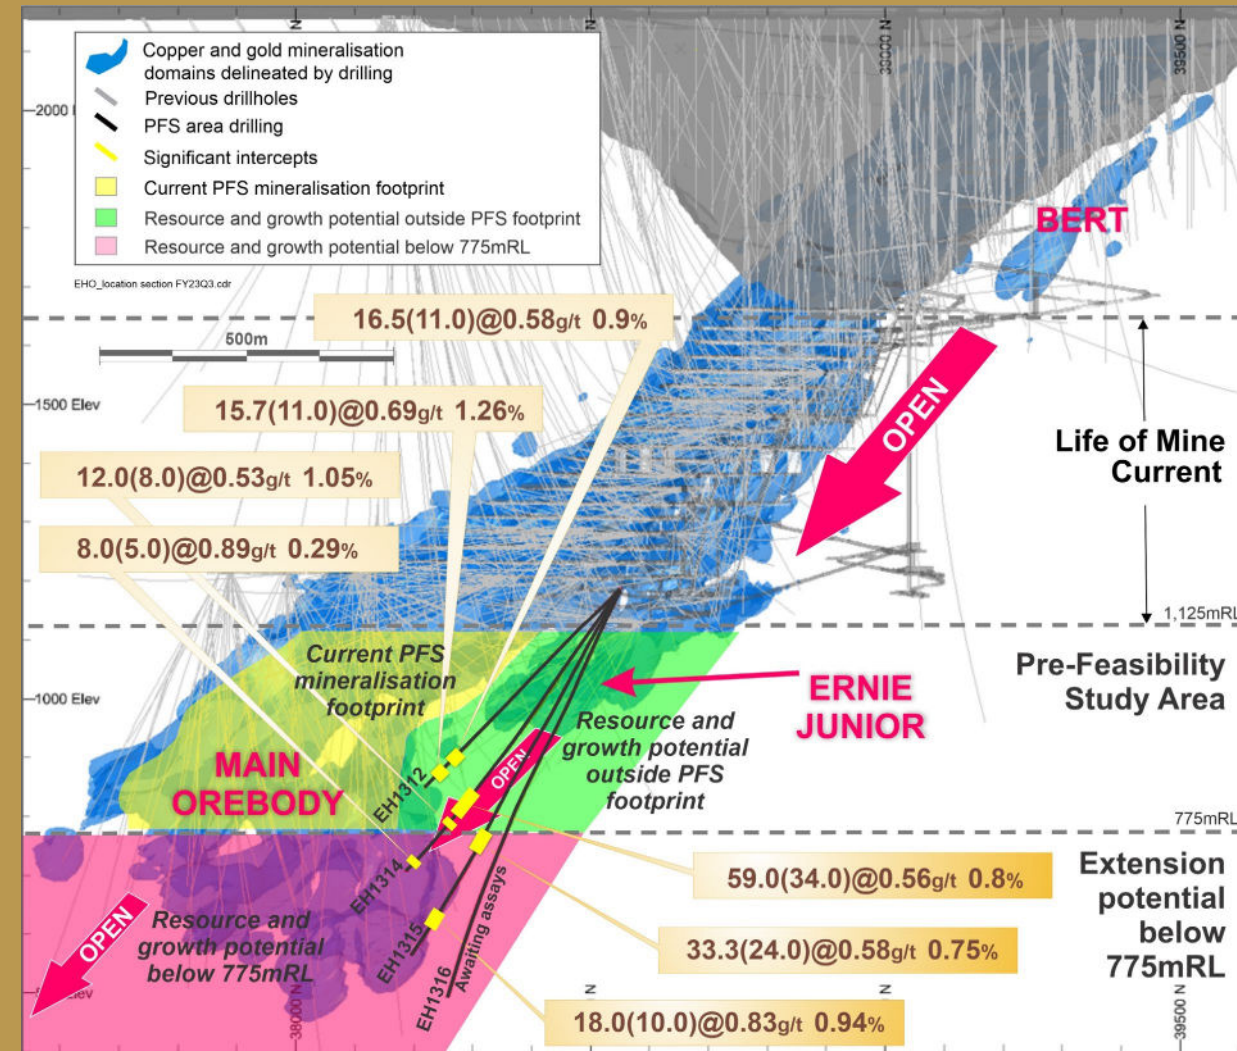 N
N
39000 N
39500 N
Copper and gold mineralisation
domains delineated by drilling
Previous drillholes
PFS area drilling
Significant intercepts
Current PFS mineralisation footprint
Resource and growth potential outside PFS footprint
Resource and growth potential below 775mRL
EHO_location section FY23Q3.cdr
2000
BERT
500m
16.5(11.0)@0.58g/t 0.9%
1500 Elev
15.7(11.0)@0.69g/t 1.26%
OPEN
Life of Mine
Current
12.0(8.0)@0.53g/t 1.05%
8.0(5.0)@0.89g/t 0.29%
1,125mRL
Current PFS
mineralisation
footprint
1000 Elev
Pre-Feasibility
Study Area
ERNIE
JUNIOR
Resource and
growth potential
outside PFS
footprint
MAIN
OREBODY
OPEN
EH1312
775mRL
EH1314
EH1315
EH1316
Awaiting assays
59.0(34.0)@0.56g/t 0.8%
Extension
potential
below
775mRL
OPEN
Resource and
growth potential
below 775mRL
33.3(24.0)@0.58g/t 0.75%
Elev
18.0(10.0)@0.83g/t 0.94%
38000 N
N
N
39500 N